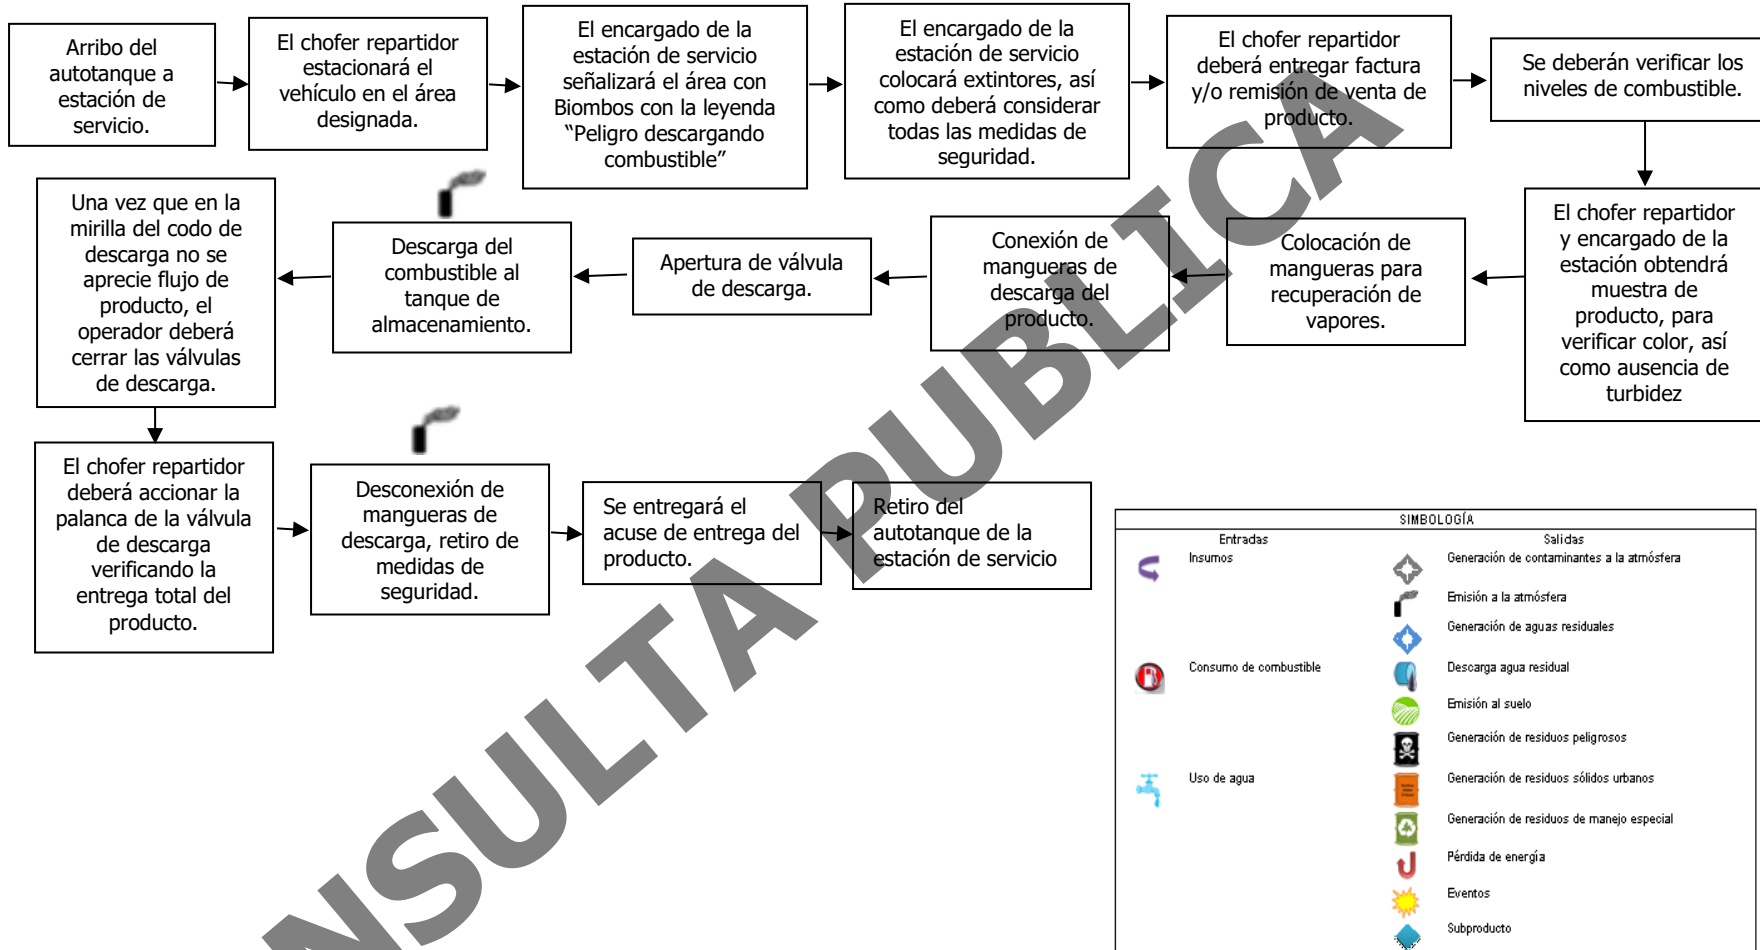 Arribo del
autotanque a
estación de
servicio.
El chofer repartidor
estacionará el
vehículo en el área
designada.
El encargado de la
estación de servicio
señalizará el área con
Biombos con la leyenda
“Peligro descargando
combustible”
El encargado de la
estación de servicio
colocará extintores, así
como deberá considerar
todas las medidas de
seguridad.
El chofer repartidor
deberá entregar factura
y/o remisión de venta de
producto.
Se deberán verificar los
niveles de combustible.
El chofer repartidor
y encargado de la
estación obtendrá
muestra de
producto, para
verificar color, así
como ausencia de
turbidez
Colocación de
mangueras para
recuperación de
vapores.
Conexión de
mangueras de
descarga del
producto.
Apertura de válvula
de descarga.
Descarga del
combustible al
tanque de
almacenamiento.
Una vez que en la
mirilla del codo de
descarga no se
aprecie flujo de
producto, el
operador deberá
cerrar las válvulas
de descarga.
El chofer repartidor
deberá accionar la
palanca de la válvula
de descarga
verificando la
entrega total del
producto.
Desconexión de
mangueras de
descarga, retiro de
medidas de
seguridad.
Se entregará el
acuse de entrega del
producto.
Retiro del
autotanque de la
estación de servicio
SIMBOLOGÍA
Entradas
Salidas
Insumos
Generación de contaminantes a la atmósfera
Emisión a la atmósfera
Generación de aguas residuales
Consumo de combustible
Descarga agua residual
Emisión al suelo
Generación de residuos peligrosos
Uso de agua
Generación de residuos sólidos urbanos
Generación de residuos de manejo especial
Pérdida de energía
Eventos
Subproducto
NSULTA PUBLICA